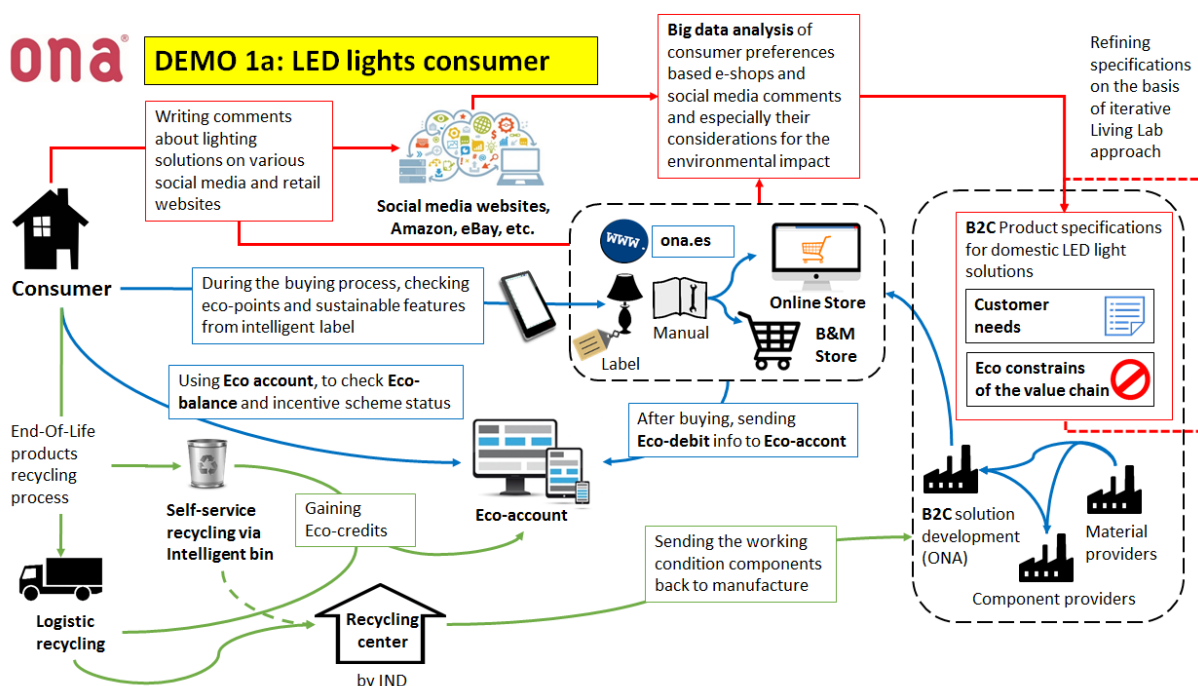 ona®
DEMO 1a: LED lights consumer
Writing comments
about lighting
solutions on various
social media and retail
websites
Social media websites,
Amazon, eBay, etc.
Big data analysis of
consumer preferences
based e-shops and
social media comments
and especially their
considerations for the
environmental impact
Refining
specifications
on the basis
of iterative
Living Lab
approach
Consumer
During the buying process, checking
eco-points and sustainable features
from intelligent label
www.
ona.es
Label
Manual
Online Store
B&M
Store
B2C Product specifications
for domestic LED light
solutions
Customer
needs
Eco constrains
of the value chain
Using Eco account, to check Eco-
balance and incentive scheme status
After buying, sending
Eco-debit info to Eco-accont
End-Of-Life
products
recycling
process
Self-service
recycling via
Intelligent bin
Gaining
Eco-credits
Eco-account
Sending the working
condition components
back to manufacture
B2C solution
development
(ONA)
Material
providers
Component providers
Logistic
recycling
Recycling
center
by IND